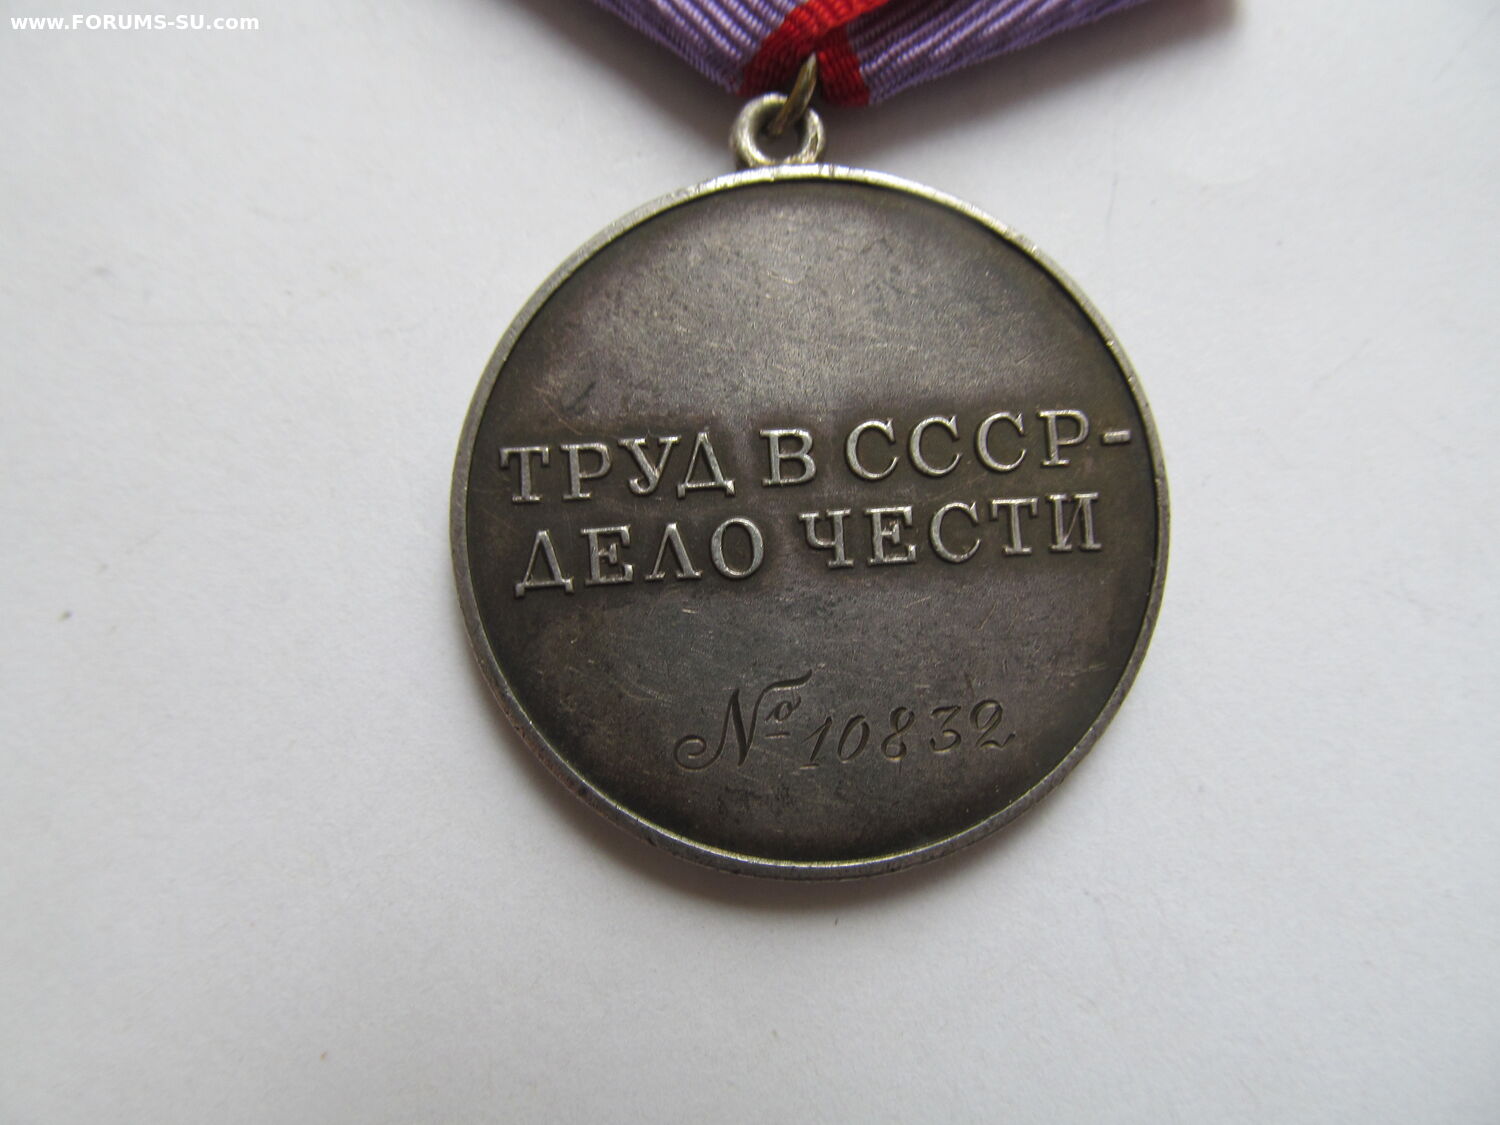 www.FORUMS-SU.com
ТРУД В СССР-
ДЕЛО ЧЕСТИ
№ 10832